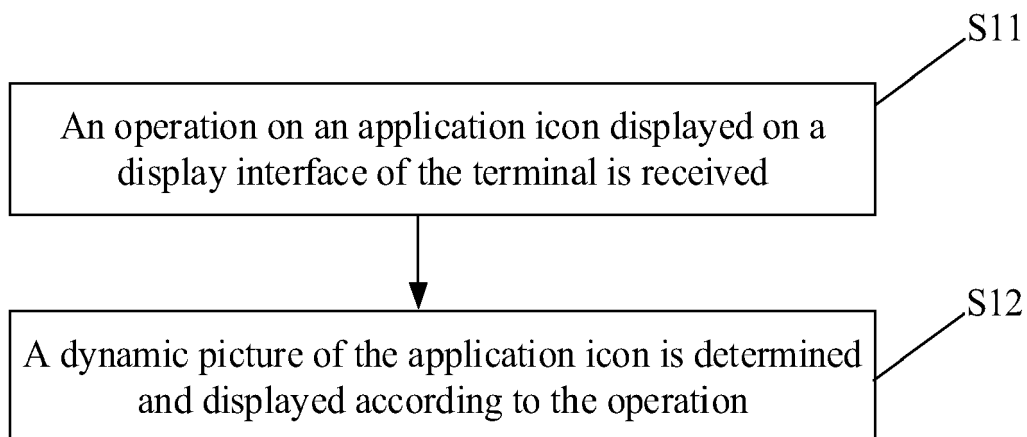 S11
An operation on an application icon displayed on a
display interface of the terminal is received
S12
A dynamic picture of the application icon is determined
and displayed according to the operation